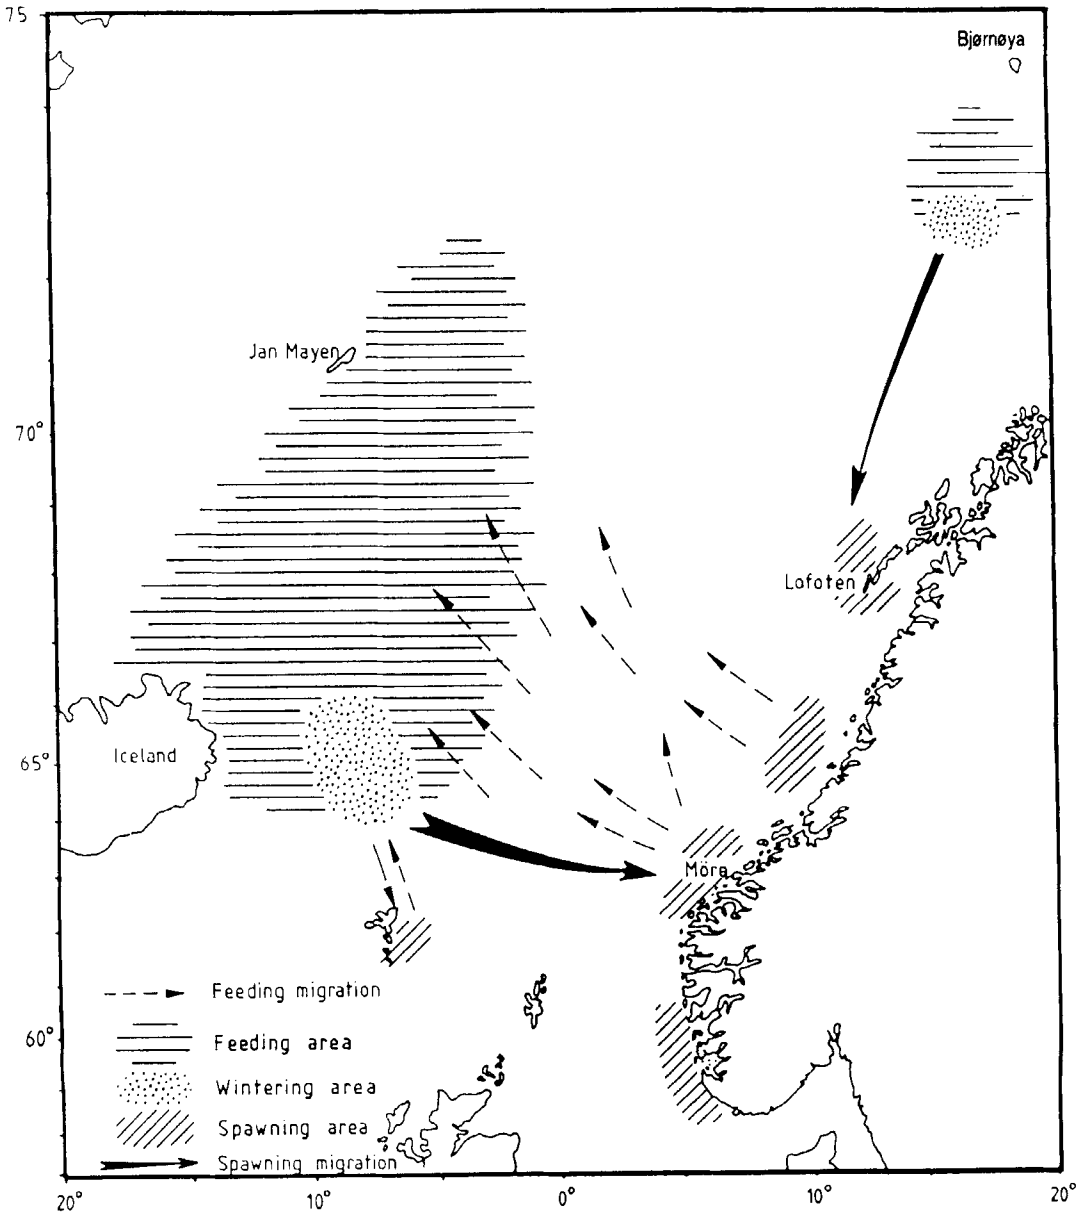 75
Bjørnøya
Jan Mayen
70°
Lofoten
65°
Iceland
Möre
Feeding migration
60°
Feeding area
Wintering area
Spawning area
Spawning migration
20° 10° 0° 10° 20°